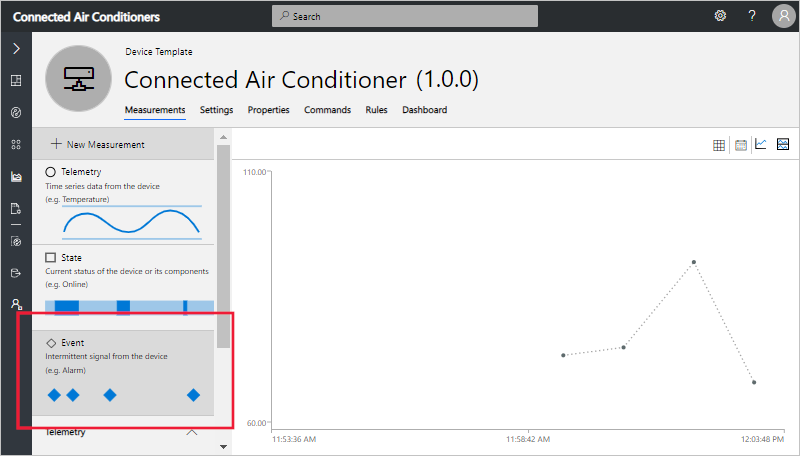 Connected Air Conditioners
Search
?
Device Template
Connected Air Conditioner (1.0.0)
Measurements Settings Properties Commands Rules Dashboard
New Measurement
Telemetry
Time series data from the device
(e.g. Temperature)
State
Current status of the device or its components
(e.g. Online)
Event
Intermittent signal from the device
(e.g. Alarm)
Telemetry
110.00
60.00
11:53:36 AM 11:58:42 AM 12:03:48 PM